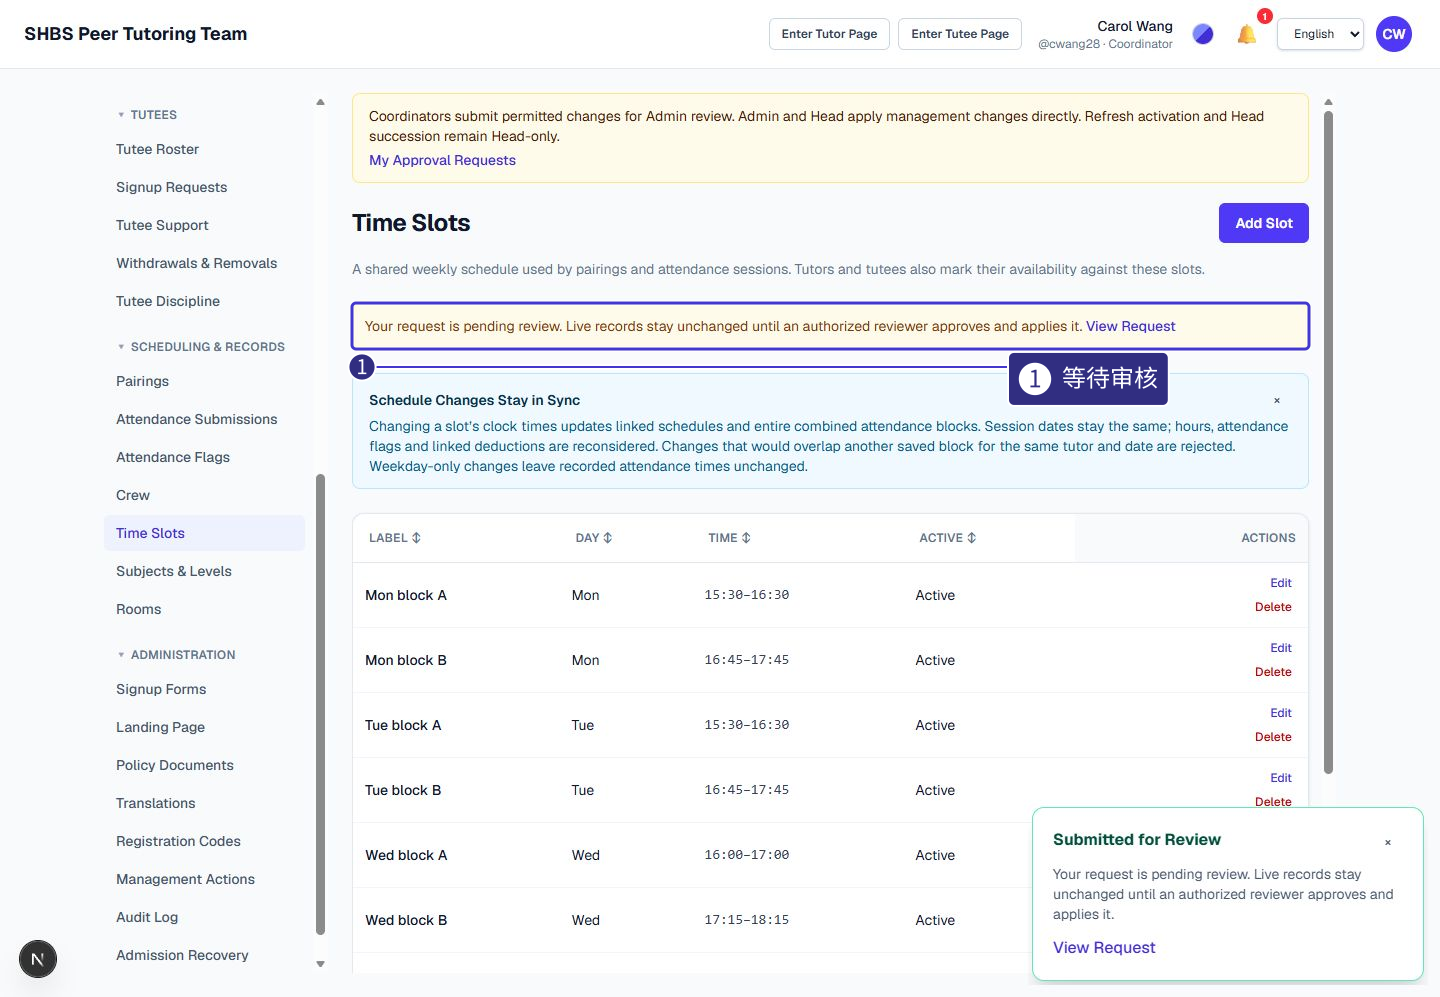 SHBS Peer Tutoring Team
Enter Tutor Page
Enter Tutee Page
Carol Wang
@cwang28 · Coordinator
1
English
CW
TUTEES
Tutee Roster
Signup Requests
Tutee Support
Withdrawals & Removals
Tutee Discipline
SCHEDULING & RECORDS
Pairings
Attendance Submissions
Attendance Flags
Crew
Time Slots
Subjects & Levels
Rooms
ADMINISTRATION
Signup Forms
Landing Page
Policy Documents
Translations
Registration Codes
Management Actions
Audit Log
Admission Recovery
N
Coordinators submit permitted changes for Admin review. Admin and Head apply management changes directly. Refresh activation and Head
succession remain Head-only.
My Approval Requests
Time Slots
Add Slot
A shared weekly schedule used by pairings and attendance sessions. Tutors and tutees also mark their availability against these slots.
Your request is pending review. Live records stay unchanged until an authorized reviewer approves and applies it. View Request
1
1 等待审核
Schedule Changes Stay in Sync
×
Changing a slot's clock times updates linked schedules and entire combined attendance blocks. Session dates stay the same; hours, attendance
flags and linked deductions are reconsidered. Changes that would overlap another saved block for the same tutor and date are rejected.
Weekday-only changes leave recorded attendance times unchanged.
LABEL DAY TIME ACTIVE ACTIONS
Mon block A Mon 15:30–16:30 Active Edit
Delete
Mon block B Mon 16:45–17:45 Active Edit
Delete
Tue block A Tue 15:30–16:30 Active Edit
Delete
Tue block B Tue 16:45–17:45 Active Edit
Delete
Wed block A Wed 16:00–17:00 Active
Wed block B Wed 17:15–18:15 Active
Submitted for Review
×
Your request is pending review. Live records stay
unchanged until an authorized reviewer approves and
applies it.
View Request